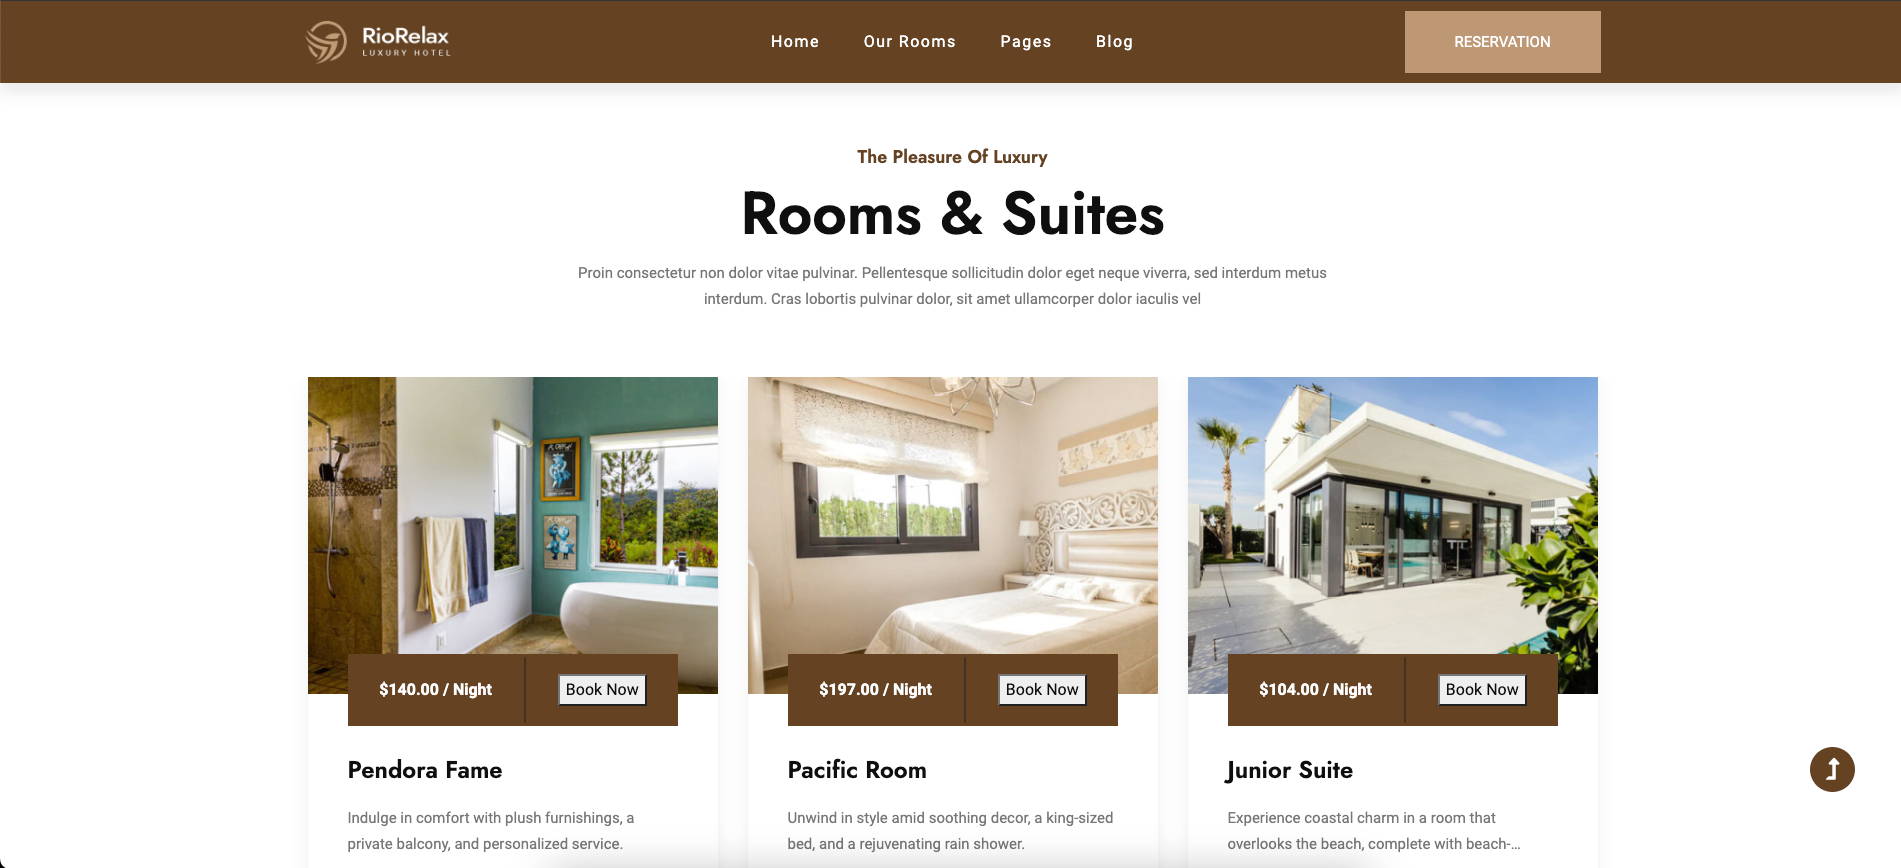 RioRelax
LUXURY HOTEL
Home
Our Rooms
Pages
Blog
RESERVATION
The Pleasure Of Luxury
Rooms & Suites
Proin consectetur non dolor vitae pulvinar. Pellentesque sollicitudin dolor eget neque viverra, sed interdum metus
interdum. Cras lobortis pulvinar dolor, sit amet ullamcorper dolor iaculis vel
$140.00 / Night
Book Now
Pendora Fame
Indulge in comfort with plush furnishings, a
private balcony, and personalized service.
$197.00 / Night
Book Now
Pacific Room
Unwind in style amid soothing decor, a king-sized
bed, and a rejuvenating rain shower.
$104.00 / Night
Book Now
Junior Suite
Experience coastal charm in a room that
overlooks the beach, complete with beach-...